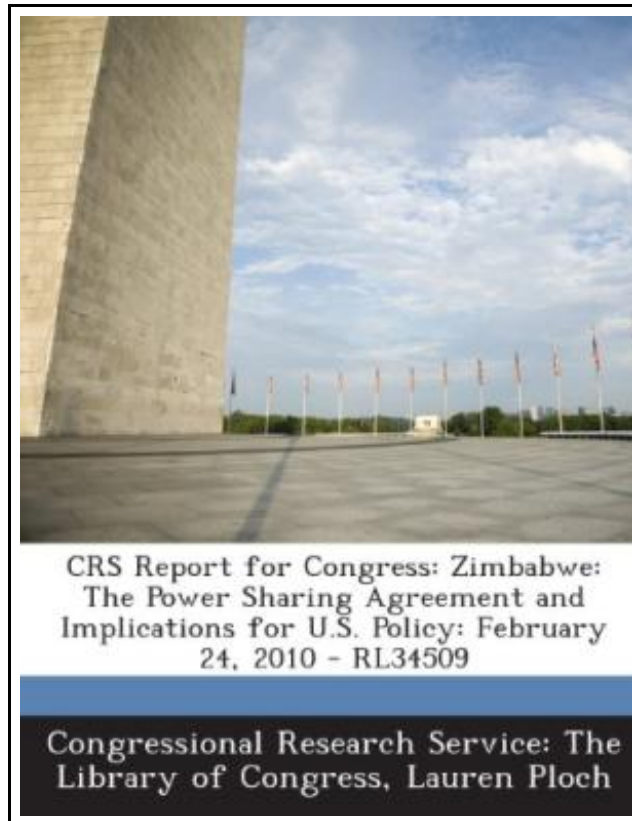 CRS Report for Congress: Zimbabwe:
The Power Sharing Agreement and
Implications for U.S. Policy: February
24, 2010 - RL34509
Congressional Research Service: The
Library of Congress, Lauren Ploch